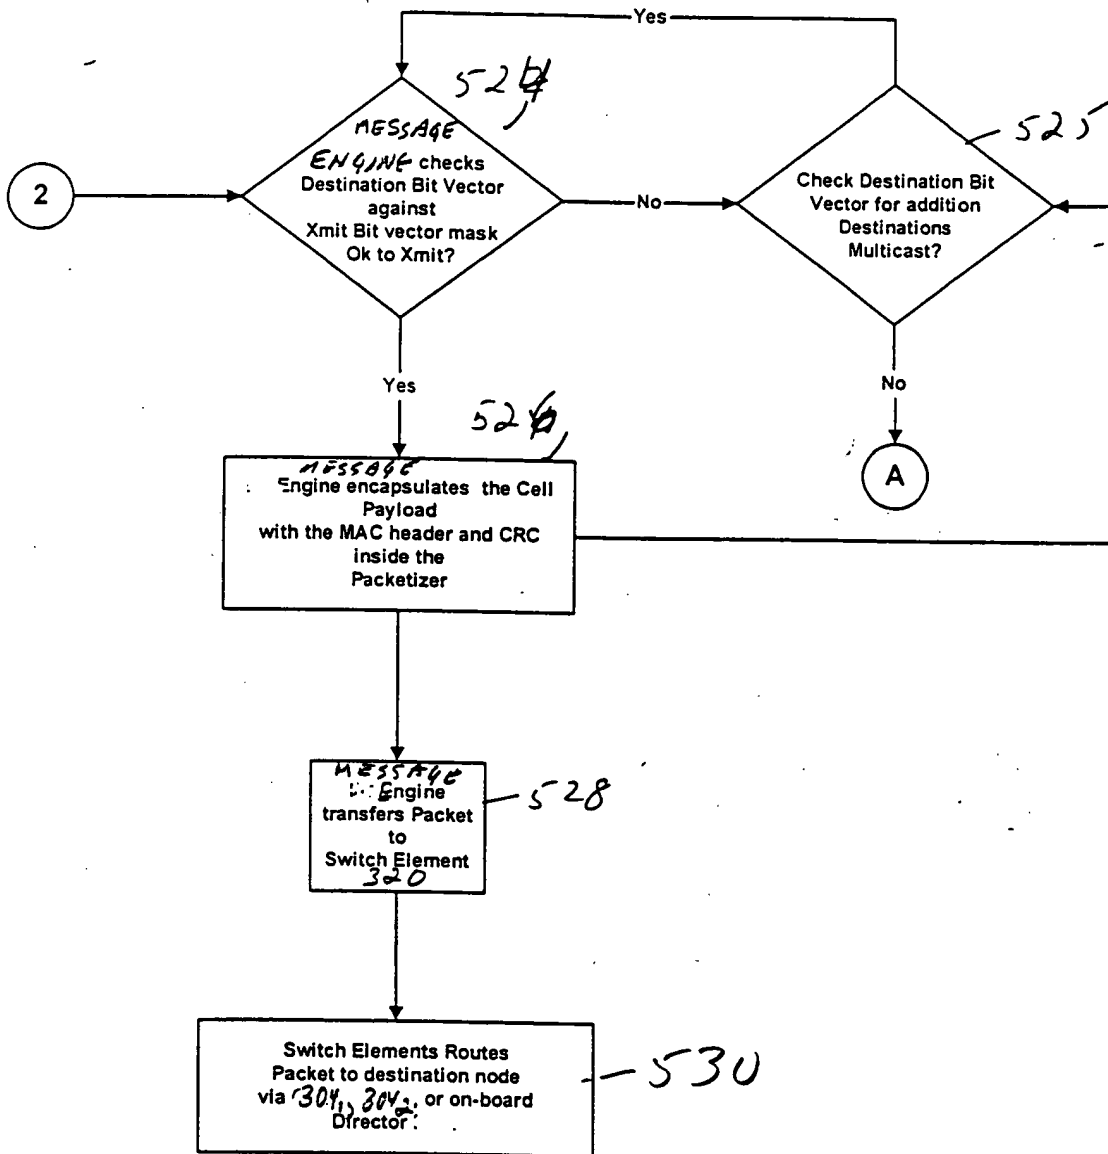 Yes
524
MESSAGE
ENGINE checks
Destination Bit Vector
against
Xmit Bit vector mask
Ok to Xmit?
2
No
525
Check Destination Bit
Vector for addition
Destinations
Multicast?
Yes
No
A
526
MESSAGE
Engine encapsulates the Cell
Payload
with the MAC header and CRC
inside the
Packetizer
MESSAGE
Engine
transfers Packet
to
Switch Element
320
528
Switch Elements Routes
Packet to destination node
via 304₁, 304₂, or on-board
Director.
530